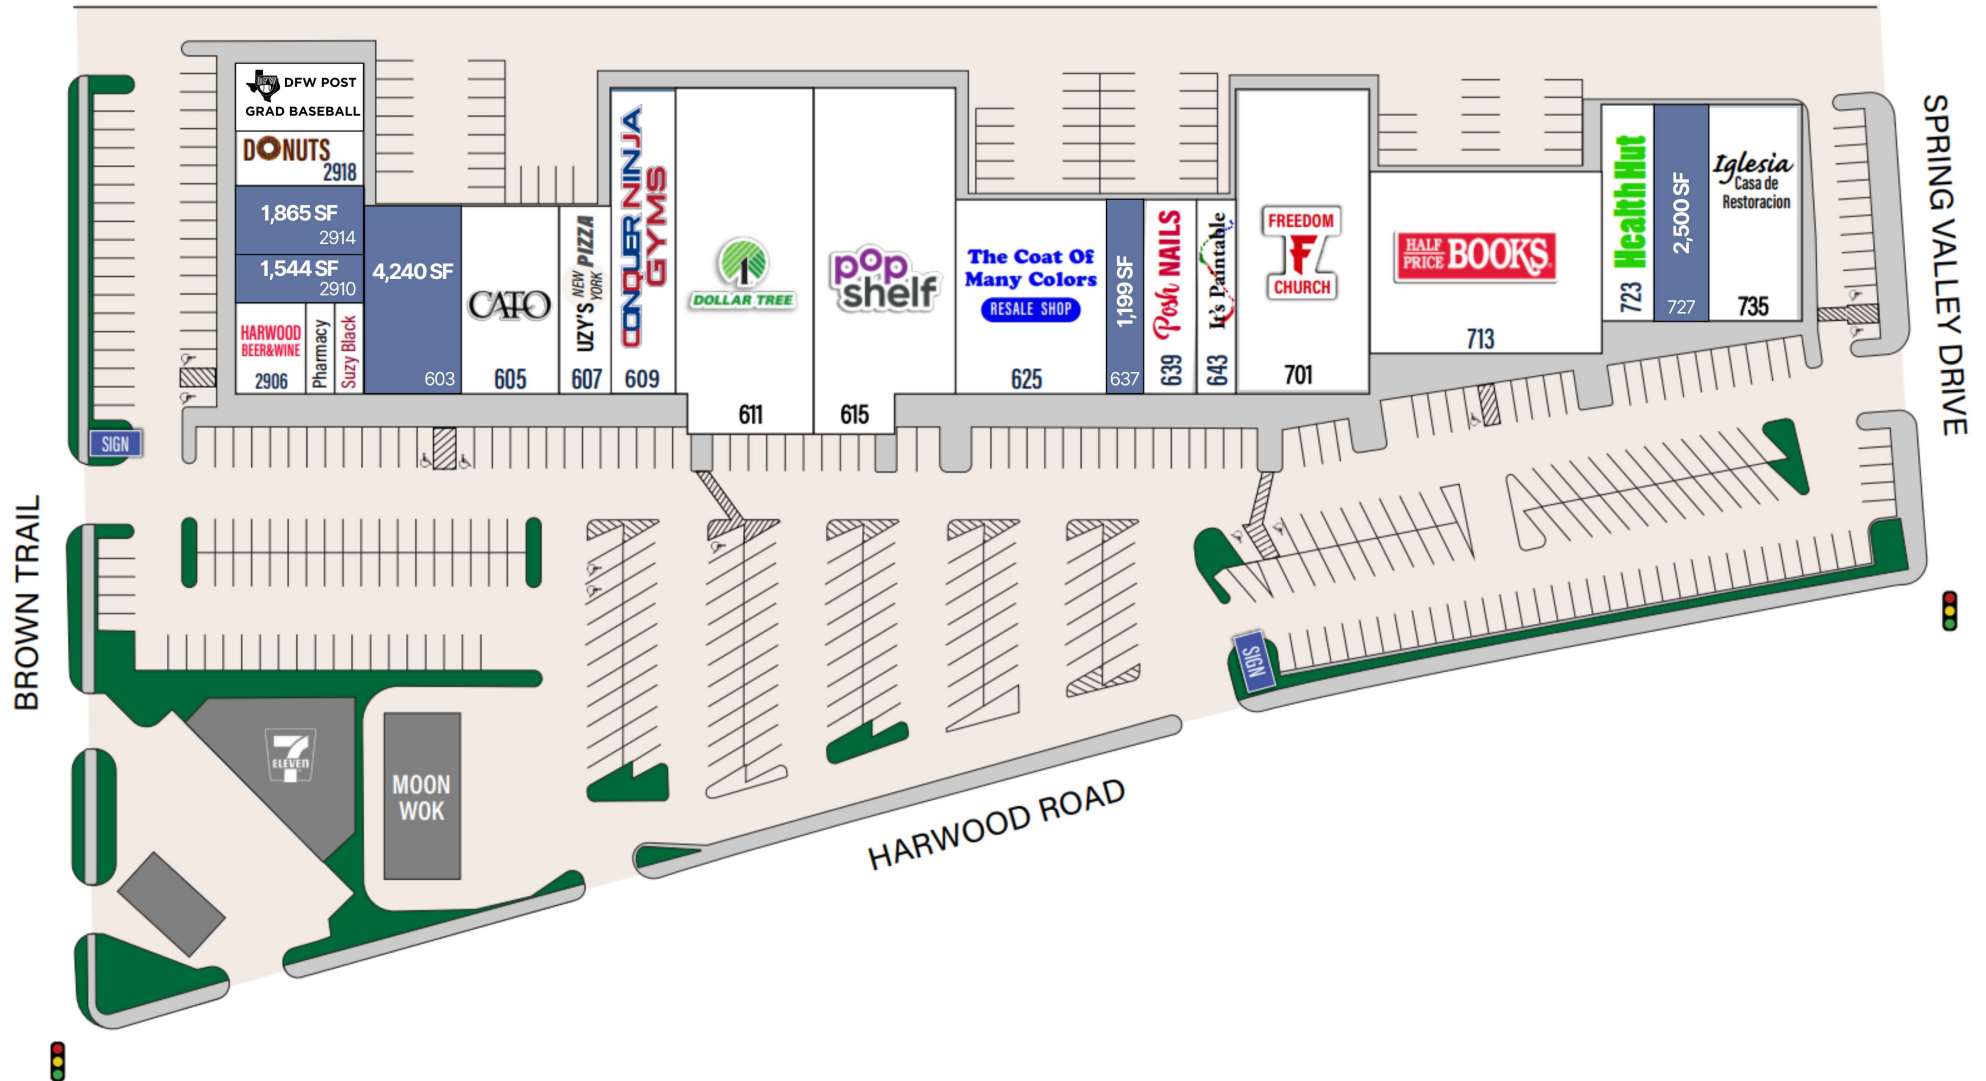 DFW POST
GRAD BASEBALL
DONUTS
2918
1,865 SF
2914
1,544 SF
2910
HARWOOD
BEER&WINE
2906
Pharmacy
Suzy Black
4,240 SF
603
CATO
605
UZY'S NEW YORK PIZZA
607
CONQUER NINJA
GYMS
609
DOLLAR TREE
611
pop
shelf
615
The Coat Of
Many Colors
RESALE SHOP
625
1,199 SF
637
Posh NAILS
639
It's Paintable
643
FREEDOM
F
CHURCH
701
HALF
PRICE BOOKS
713
Health Hut
723
2,500 SF
727
Iglesia
Casa de
Restoracion
735
SPRING VALLEY DRIVE
SIGN
BROWN TRAIL
SIGN
7
ELEVEN
MOON
WOK
HARWOOD ROAD